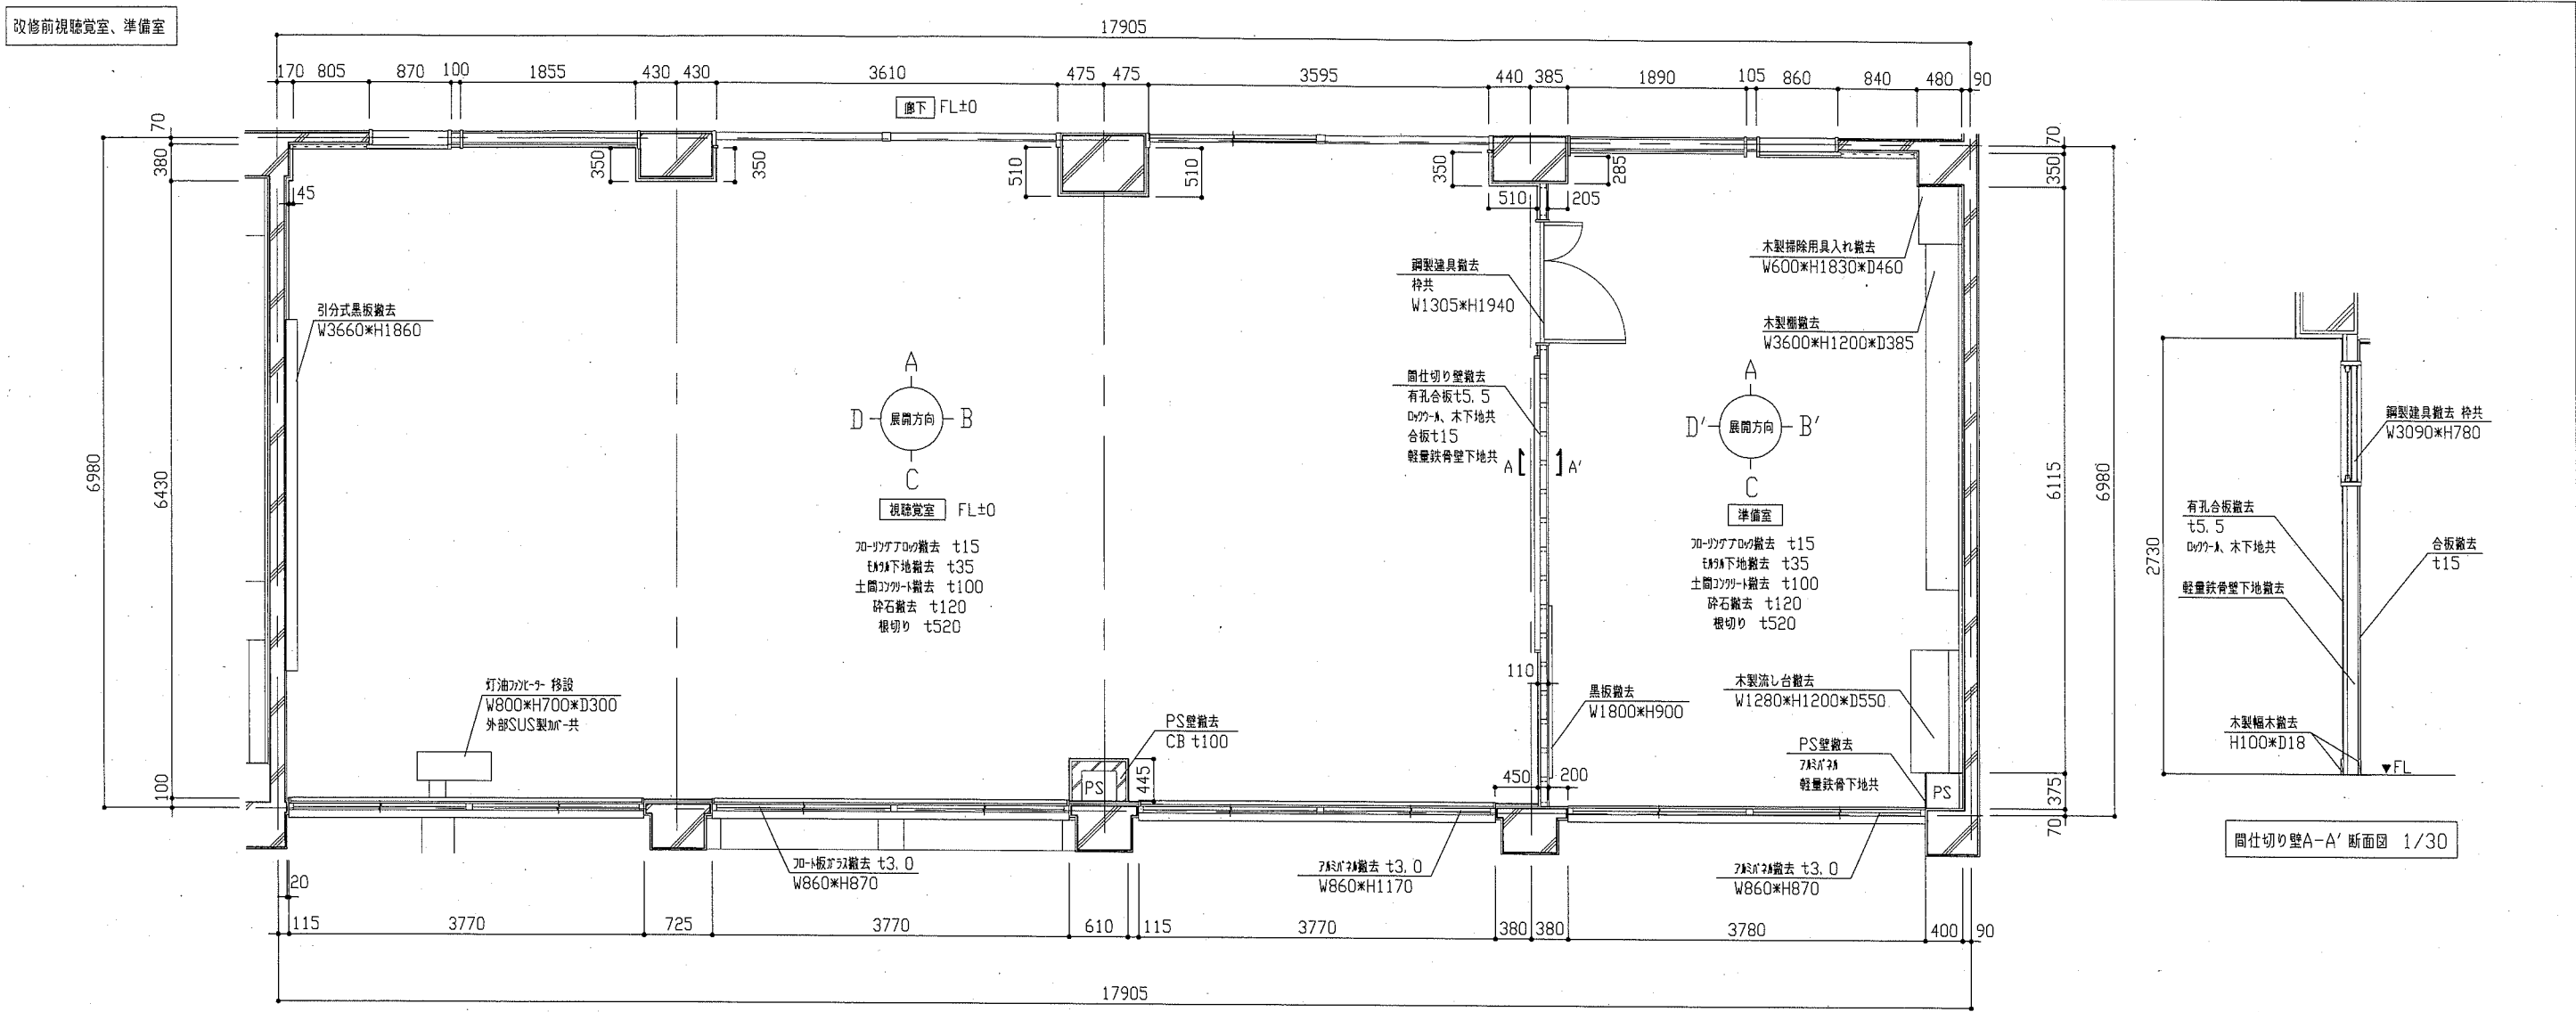 改修前視聴覚室、準備室
17905
170 805 870 100 1855 430 430 3610 475 475 3595 440 385 1890 105 860 840 480 90
廊下 FL±0
70
380
6980
6430
100
45
350
350
510
510
350
285
510
205
70
350
6115
6980
375
70
引分式黒板撤去
W3660*H1860
鋼製建具撤去
枠共
W1305*H1940
木製掃除用具入れ撤去
W600*H1830*D460
木製棚撤去
W3600*H1200*D385
間仕切り壁撤去
有孔合板t5.5
ロックウール、木下地共
合板t15
軽量鉄骨壁下地共
A
A'
A
D 展開方向 B
C
視聴覚室 FL±0
フローリングブロック撤去 t15
モルタル下地撤去 t35
土間コンクリート撤去 t100
砕石撤去 t120
根切り t520
A
D' 展開方向 B'
C
準備室
フローリングブロック撤去 t15
モルタル下地撤去 t35
土間コンクリート撤去 t100
砕石撤去 t120
根切り t520
灯油ファンヒーター 移設
W800*H700*D300
外部SUS製カバー共
PS壁撤去
CB t100
PS
445
110
450
200
黒板撤去
W1800*H900
木製流し台撤去
W1280*H1200*D550
PS壁撤去
アルミパネル
軽量鉄骨下地共
PS
フロート板ガラス撤去 t3.0
W860*H870
アルミパネル撤去 t3.0
W860*H1170
アルミパネル撤去 t3.0
W860*H870
20
115 3770 725 3770 610 115 3770 380 380 3780 400 90
17905
2730
鋼製建具撤去 枠共
W3090*H780
有孔合板撤去
t5.5
ロックウール、木下地共
合板撤去
t15
軽量鉄骨壁下地撤去
木製幅木撤去
H100*D18
▼FL
間仕切り壁A-A' 断面図 1/30